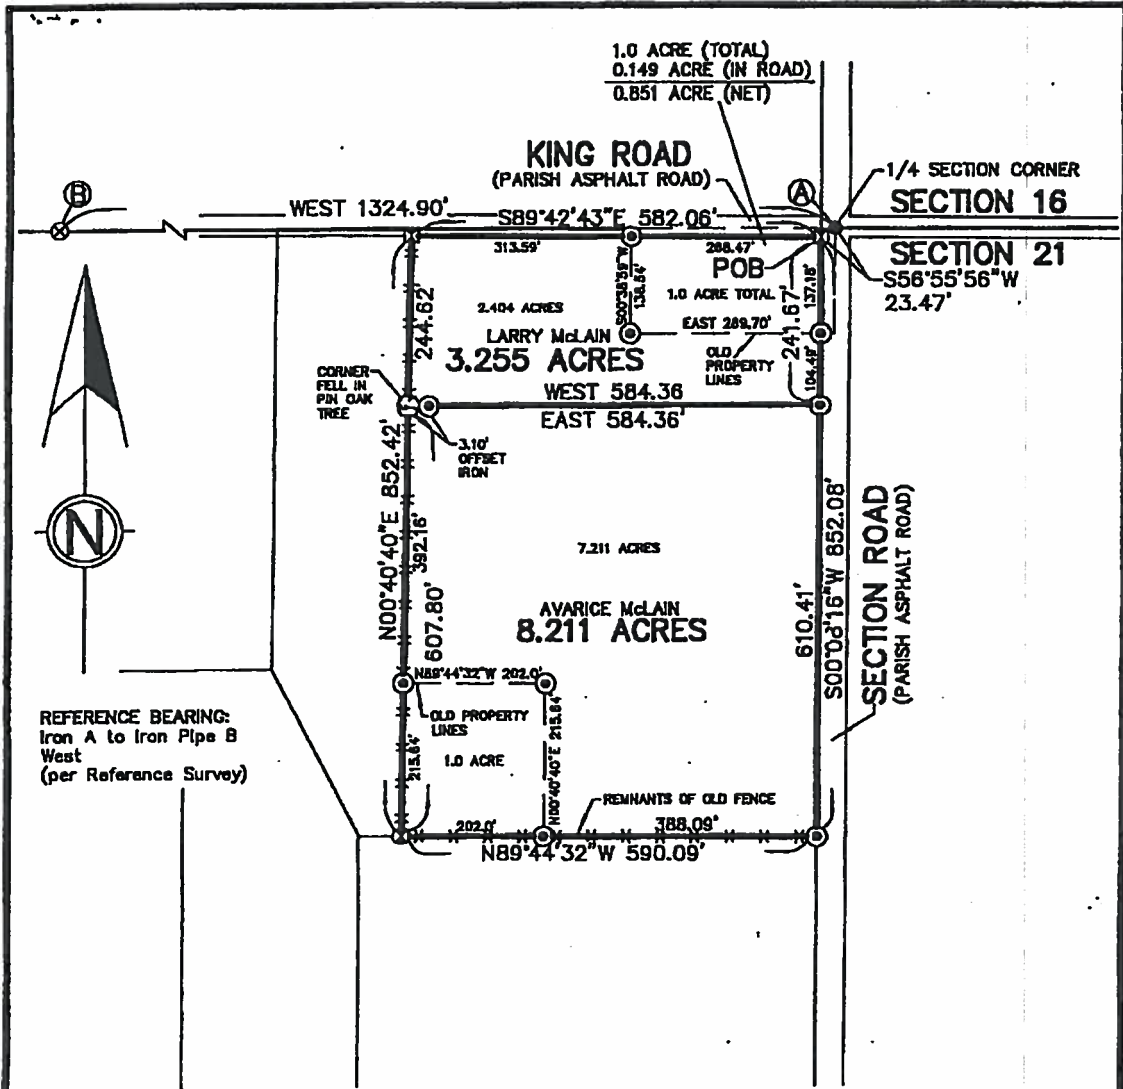 1.0 ACRE (TOTAL)
0.149 ACRE (IN ROAD)
0.851 ACRE (NET)
KING ROAD
(PARISH ASPHALT ROAD)
A
1/4 SECTION CORNER
SECTION 16
B
WEST 1324.90'
S89°42'43"E 582.06'
SECTION 21
313.59'
268.47'
POB
S56°55'56"W
23.47'
S00°38'59"W
138.64'
137.18'
1.0 ACRE TOTAL
2.404 ACRES
244.62
241.67'
LARRY McLAIN
EAST 289.70'
3.255 ACRES
OLD
PROPERTY
LINES
104.49'
CORNER
FELL IN
PIN OAK
TREE
WEST 584.36
EAST 584.36'
3.10'
OFFSET
IRON
N00°40'40"E 852.42'
392.16'
607.80'
7.211 ACRES
AVARICE McLAIN
8.211 ACRES
610.41'
852.08'
SECTION ROAD
(PARISH ASPHALT ROAD)
N
N89°44'32"W 202.0'
OLD PROPERTY
LINES
1.0 ACRE
215.64'
N00°40'40"E 215.64'
REFERENCE BEARING:
Iron A to Iron Pipe B
West
(per Reference Survey)
REMNANTS OF OLD FENCE
202.0'
388.09'
N89°44'32"W 590.09'